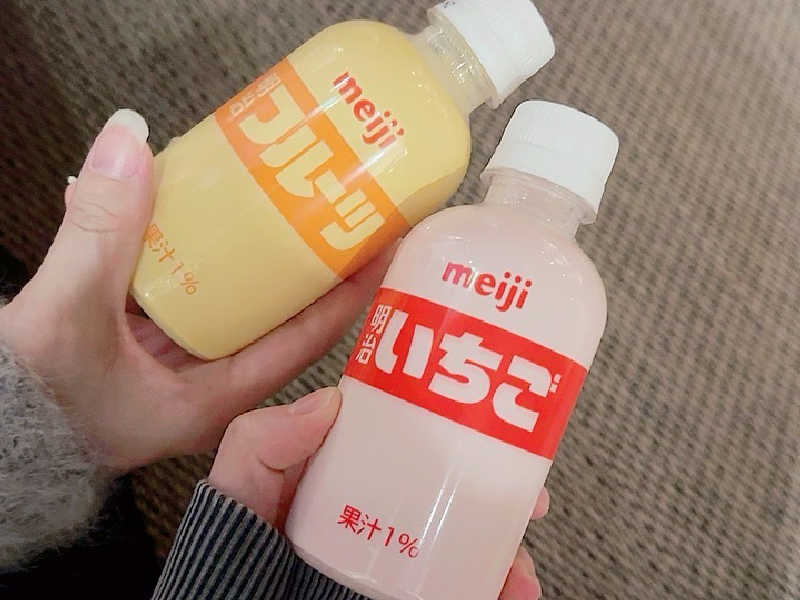 meiji
明治
フルーツ
果汁1%
meiji
明治
いちご
果汁1%